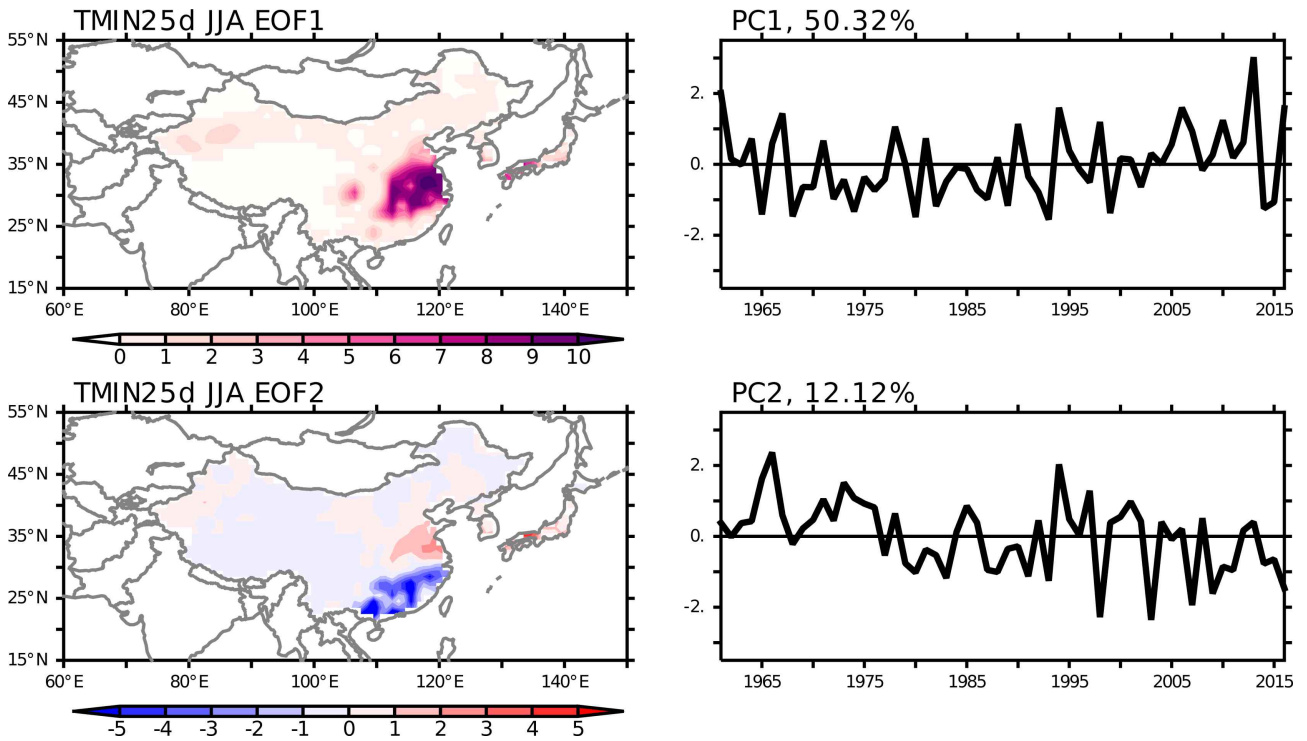 TMIN25d JJA EOF1
PC1, 50.32%
55°N
45°N
35°N
25°N
15°N
60°E 80°E 100°E 120°E 140°E
0 1 2 3 4 5 6 7 8 9 10
2.
0.
-2.
1965 1975 1985 1995 2005 2015
TMIN25d JJA EOF2
PC2, 12.12%
55°N
45°N
35°N
25°N
15°N
60°E 80°E 100°E 120°E 140°E
-5 -4 -3 -2 -1 0 1 2 3 4 5
2.
0.
-2.
1965 1975 1985 1995 2005 2015